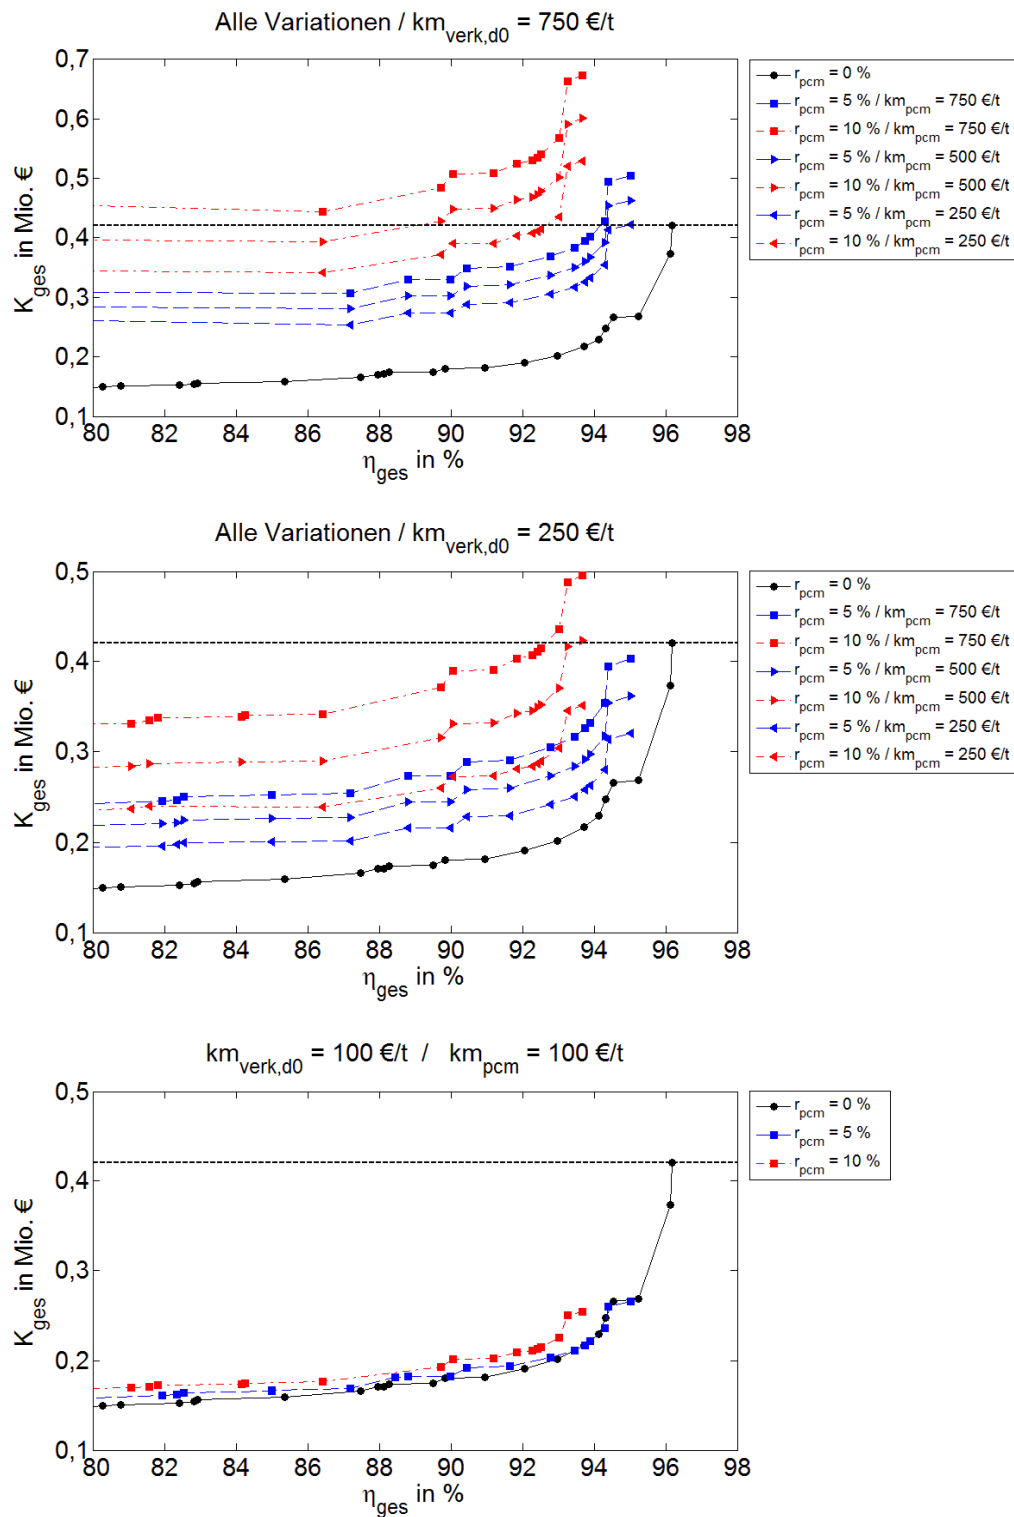 Alle Variationen / km_verk,d0 = 750 €/t
K_ges in Mio. €
0,7
0,6
0,5
0,4
0,3
0,2
0,1
80 82 84 86 88 90 92 94 96 98
η_ges in %
r_pcm = 0 %
r_pcm = 5 % / km_pcm = 750 €/t
r_pcm = 10 % / km_pcm = 750 €/t
r_pcm = 5 % / km_pcm = 500 €/t
r_pcm = 10 % / km_pcm = 500 €/t
r_pcm = 5 % / km_pcm = 250 €/t
r_pcm = 10 % / km_pcm = 250 €/t
Alle Variationen / km_verk,d0 = 250 €/t
K_ges in Mio. €
0,5
0,4
0,3
0,2
0,1
80 82 84 86 88 90 92 94 96 98
η_ges in %
r_pcm = 0 %
r_pcm = 5 % / km_pcm = 750 €/t
r_pcm = 10 % / km_pcm = 750 €/t
r_pcm = 5 % / km_pcm = 500 €/t
r_pcm = 10 % / km_pcm = 500 €/t
r_pcm = 5 % / km_pcm = 250 €/t
r_pcm = 10 % / km_pcm = 250 €/t
km_verk,d0 = 100 €/t / km_pcm = 100 €/t
K_ges in Mio. €
0,5
0,4
0,3
0,2
0,1
80 82 84 86 88 90 92 94 96 98
η_ges in %
r_pcm = 0 %
r_pcm = 5 %
r_pcm = 10 %